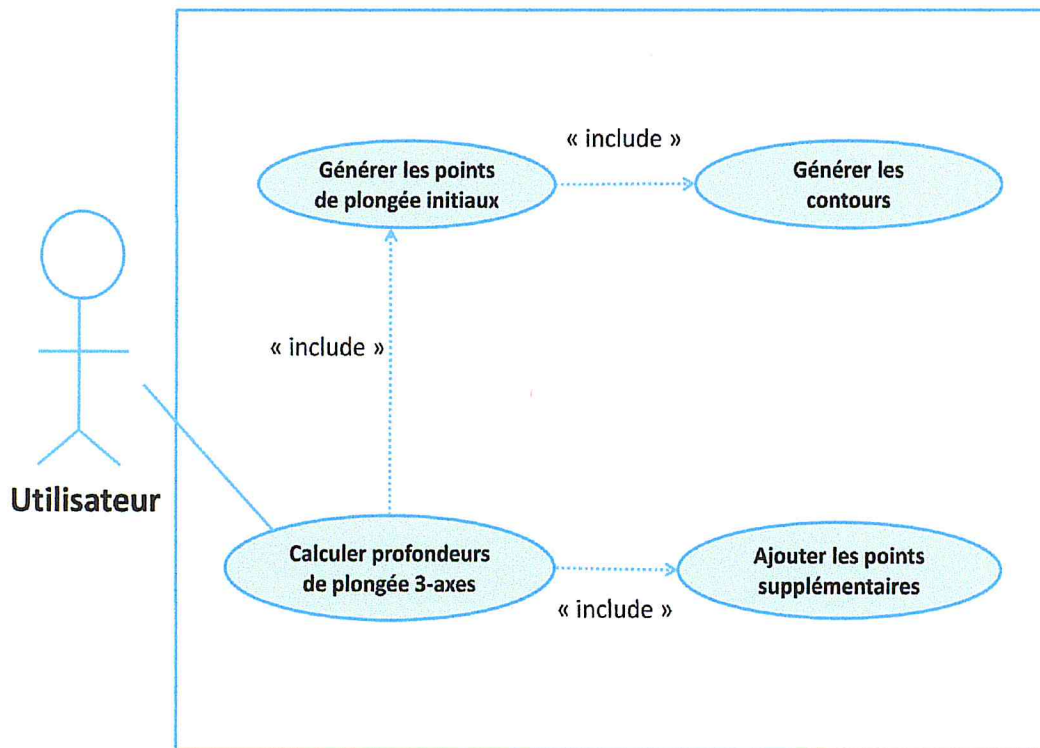 « include »
Générer les points
de plongée initiaux
Générer les
contours
« include »
Utilisateur
Calculer profondeurs
de plongée 3-axes
Ajouter les points
supplémentaires
« include »